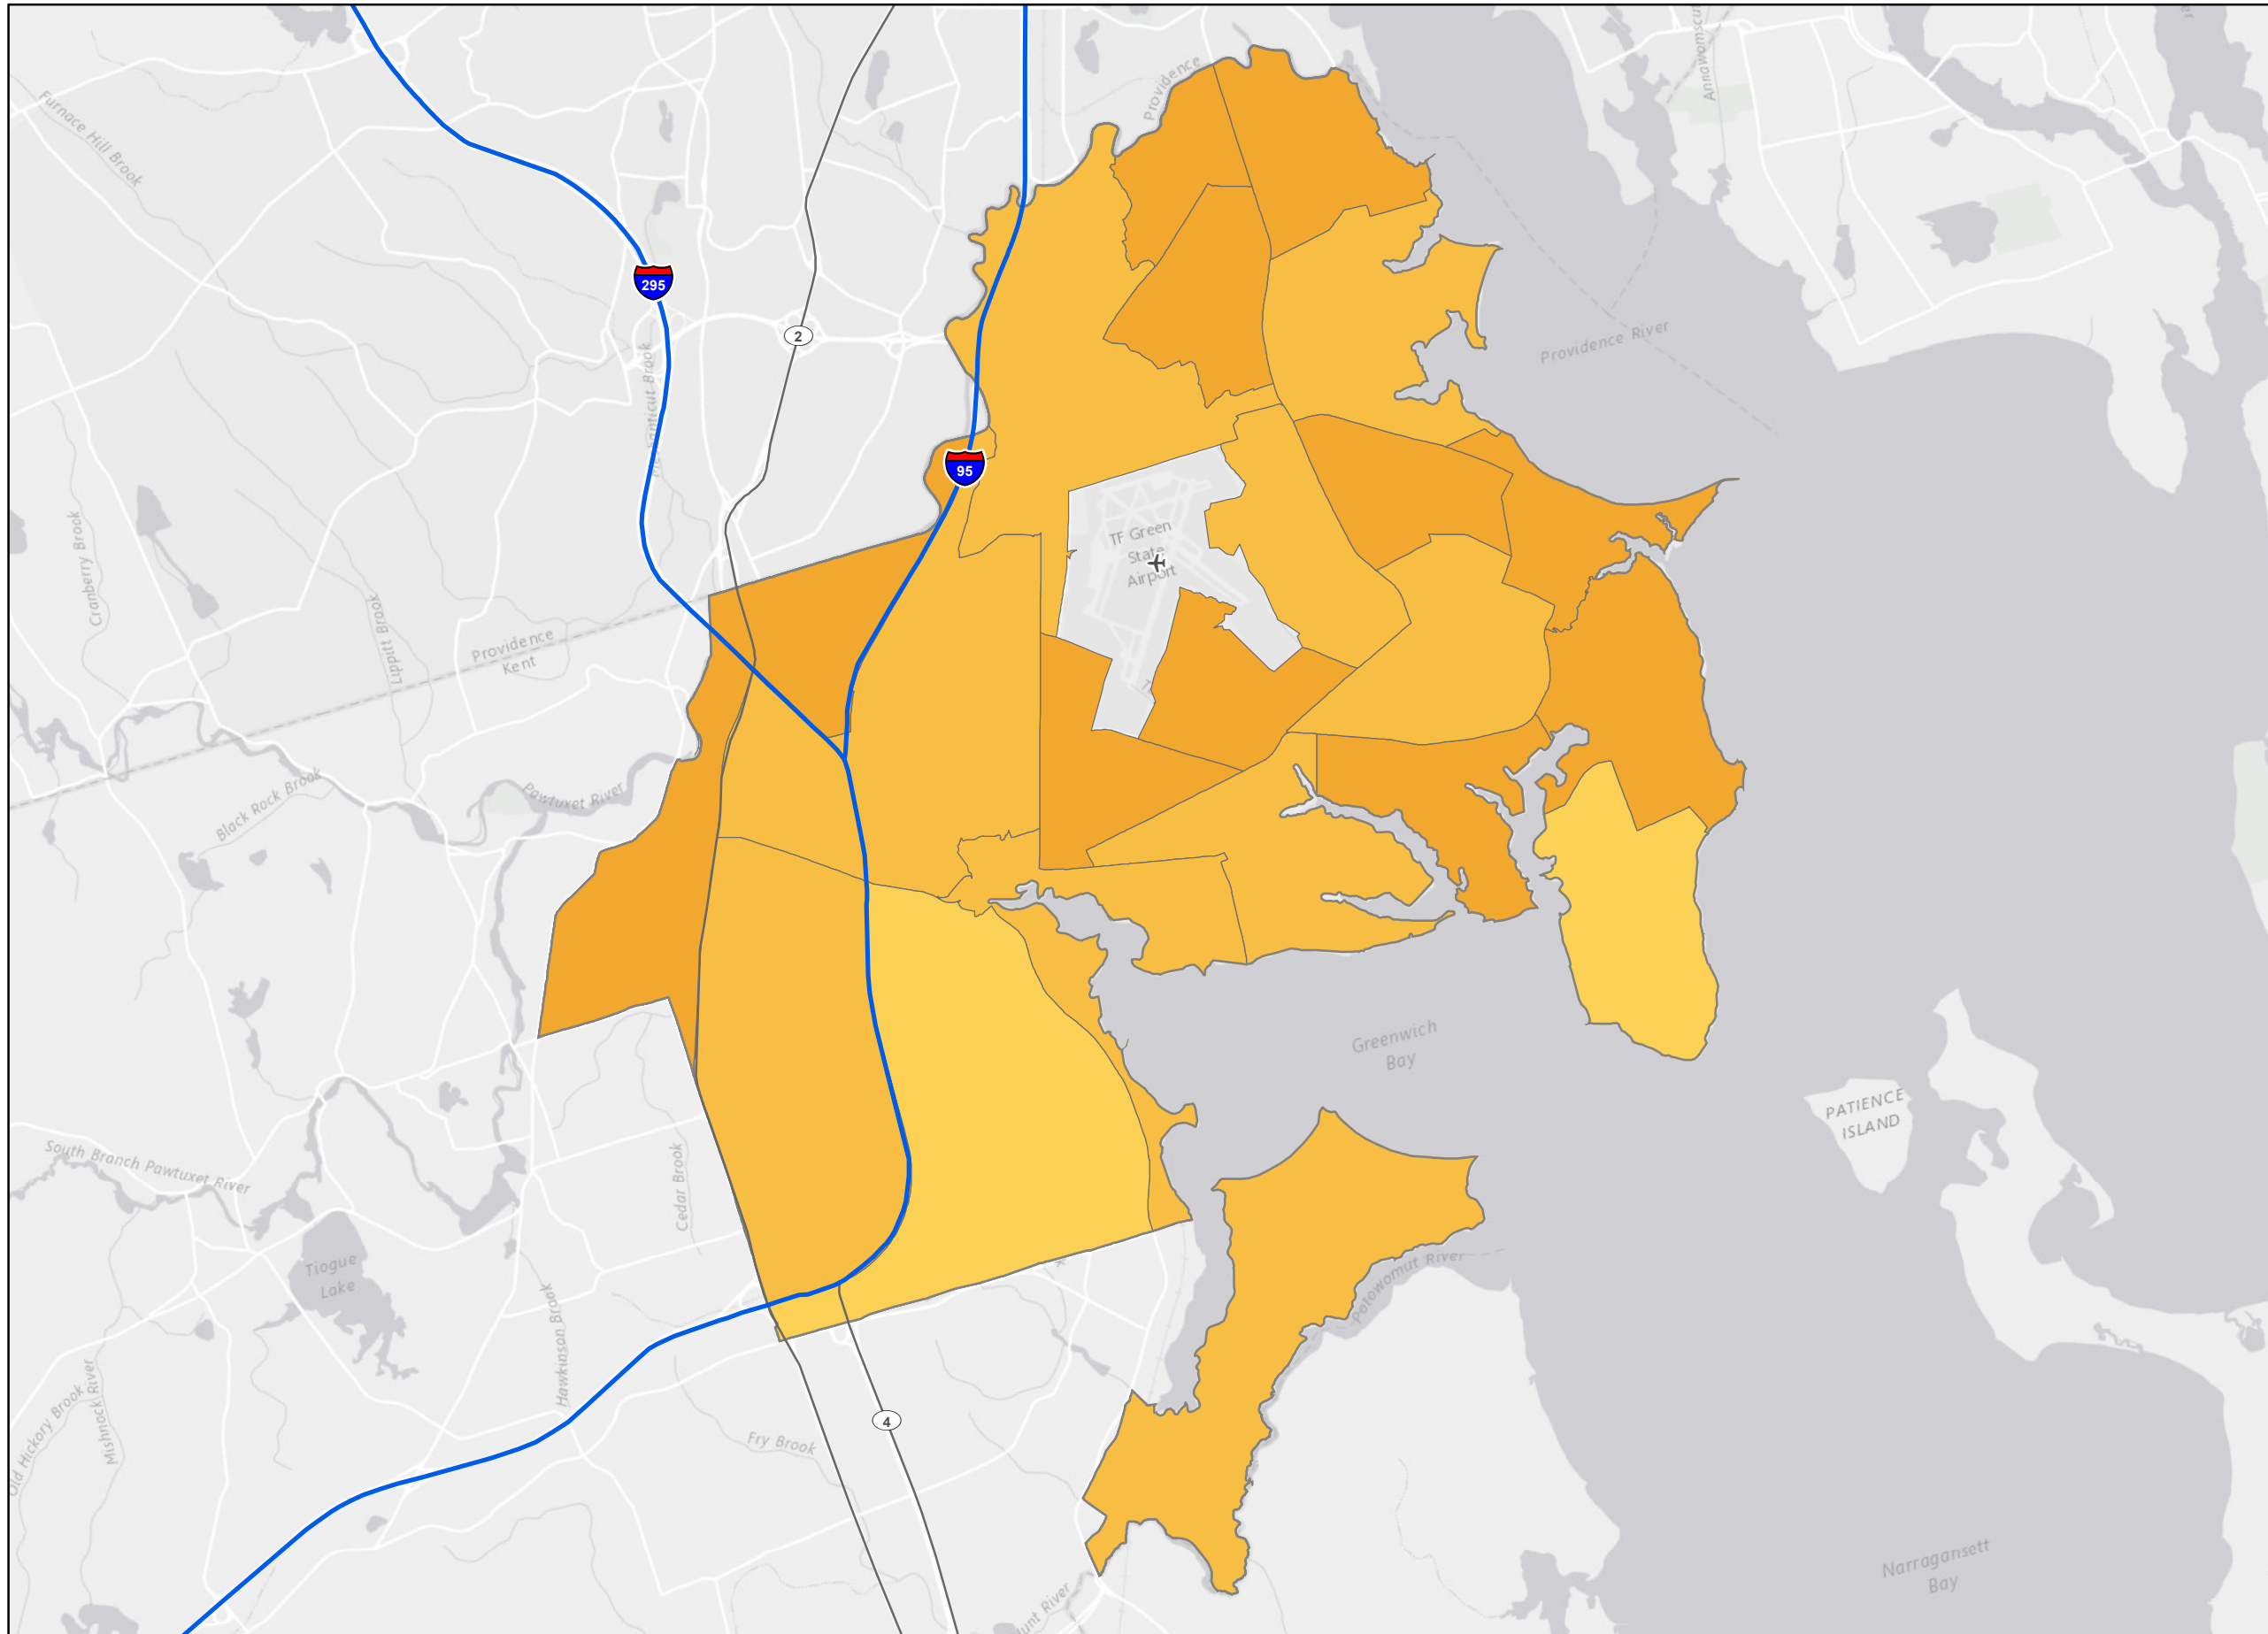 Furnace Hill Brook
Providence
295
2
Providence River
95
TF Green
State
Airport
Cranberry Brook
Lippitt Brook
Providence
Kent
Black Rock Brook
Pawtuxet River
Greenwich
Bay
PATIENCE
ISLAND
South Branch Pawtuxet River
Cedar Brook
Tiogue
Lake
Potowomut River
Hawkinson Brook
Old Hickory Brook
Mishnock River
4
Fry Brook
Narragansett
Bay